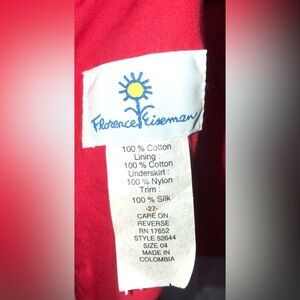 Florence Eiseman
100 % Cotton
Lining :
100 % Cotton
Underskirt :
100 % Nylon
Trim :
100 % Silk
-27-
CARE ON
REVERSE
RN 17652
STYLE 52644
SIZE 04
MADE IN
COLOMBIA